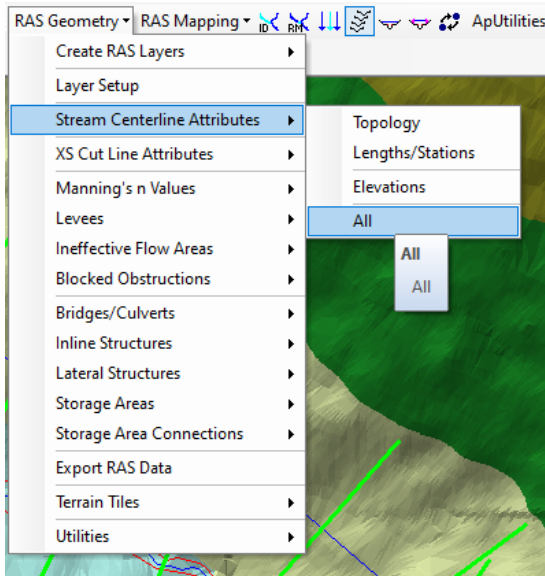 RAS Geometry RAS Mapping ID RM ApUtilities
Create RAS Layers
Layer Setup
Stream Centerline Attributes
XS Cut Line Attributes
Manning's n Values
Levees
Ineffective Flow Areas
Blocked Obstructions
Bridges/Culverts
Inline Structures
Lateral Structures
Storage Areas
Storage Area Connections
Export RAS Data
Terrain Tiles
Utilities
Topology
Lengths/Stations
Elevations
All
All
All